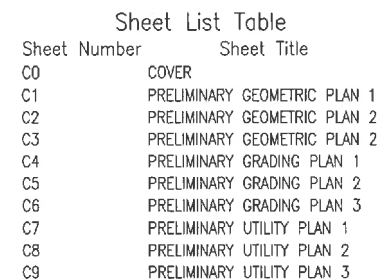 Sheet List Table
Sheet Number Sheet Title
C0 COVER
C1 PRELIMINARY GEOMETRIC PLAN 1
C2 PRELIMINARY GEOMETRIC PLAN 2
C3 PRELIMINARY GEOMETRIC PLAN 2
C4 PRELIMINARY GRADING PLAN 1
C5 PRELIMINARY GRADING PLAN 2
C6 PRELIMINARY GRADING PLAN 3
C7 PRELIMINARY UTILITY PLAN 1
C8 PRELIMINARY UTILITY PLAN 2
C9 PRELIMINARY UTILITY PLAN 3